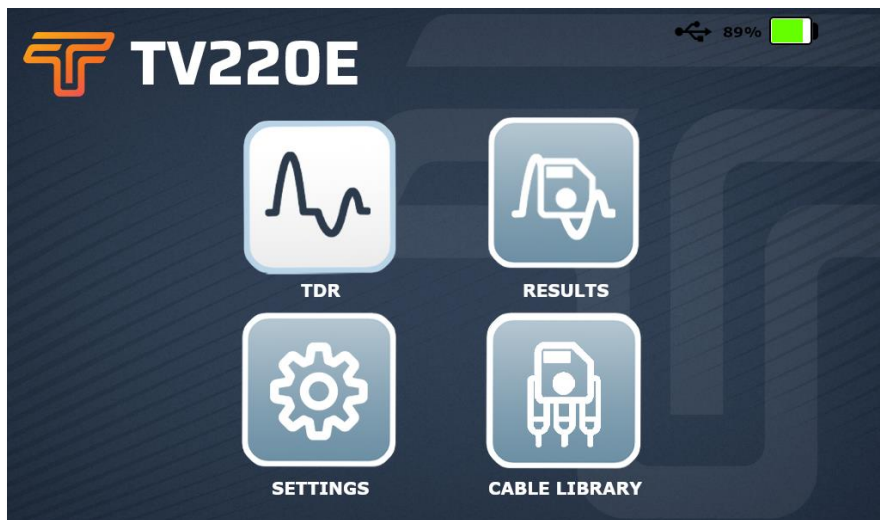 TV220E
89%
TDR
RESULTS
SETTINGS
CABLE LIBRARY